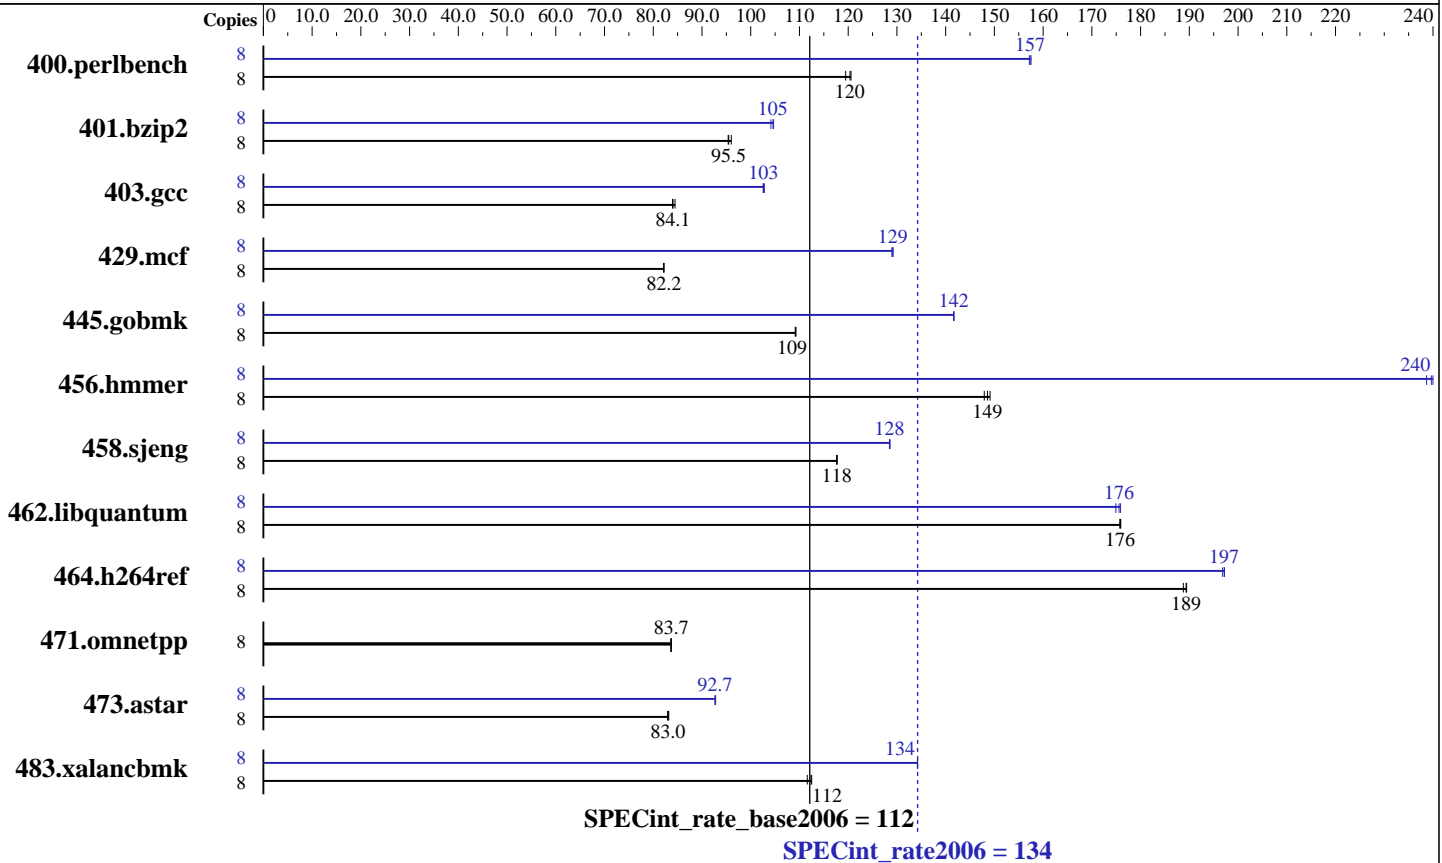 Copies 0 10.0 20.0 30.0 40.0 50.0 60.0 70.0 80.0 90.0 100 110 120 130 140 150 160 170 180 190 200 210 220 240
400.perlbench 8 157
8 120
401.bzip2 8 105
8 95.5
403.gcc 8 103
8 84.1
429.mcf 8 129
8 82.2
445.gobmk 8 142
8 109
456.hmmer 8 240
8 149
458.sjeng 8 128
8 118
462.libquantum 8 176
8 176
464.h264ref 8 197
8 189
471.omnetpp 8 83.7
473.astar 8 92.7
8 83.0
483.xalancbmk 8 134
8 112
SPECint_rate_base2006 = 112
SPECint_rate2006 = 134